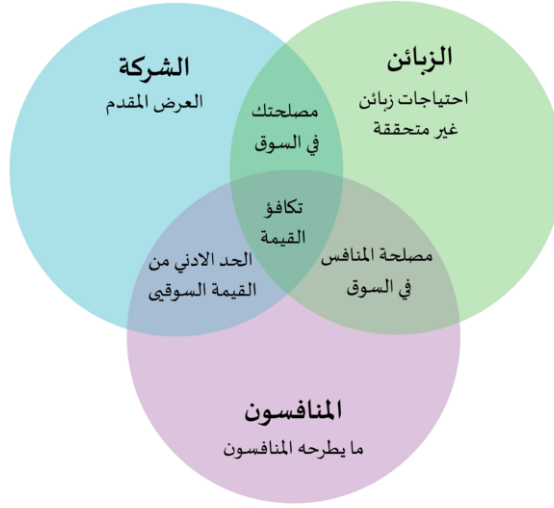 الزبائن
احتياجات زبائن
غير متحققة
الشركة
العرض المقدم
مصلحتك
في السوق
تكافؤ
القيمة
مصلحة المنافس
في السوق
الحد الادني من
القيمة السوقيى
المنافسون
ما يطرحه المنافسون